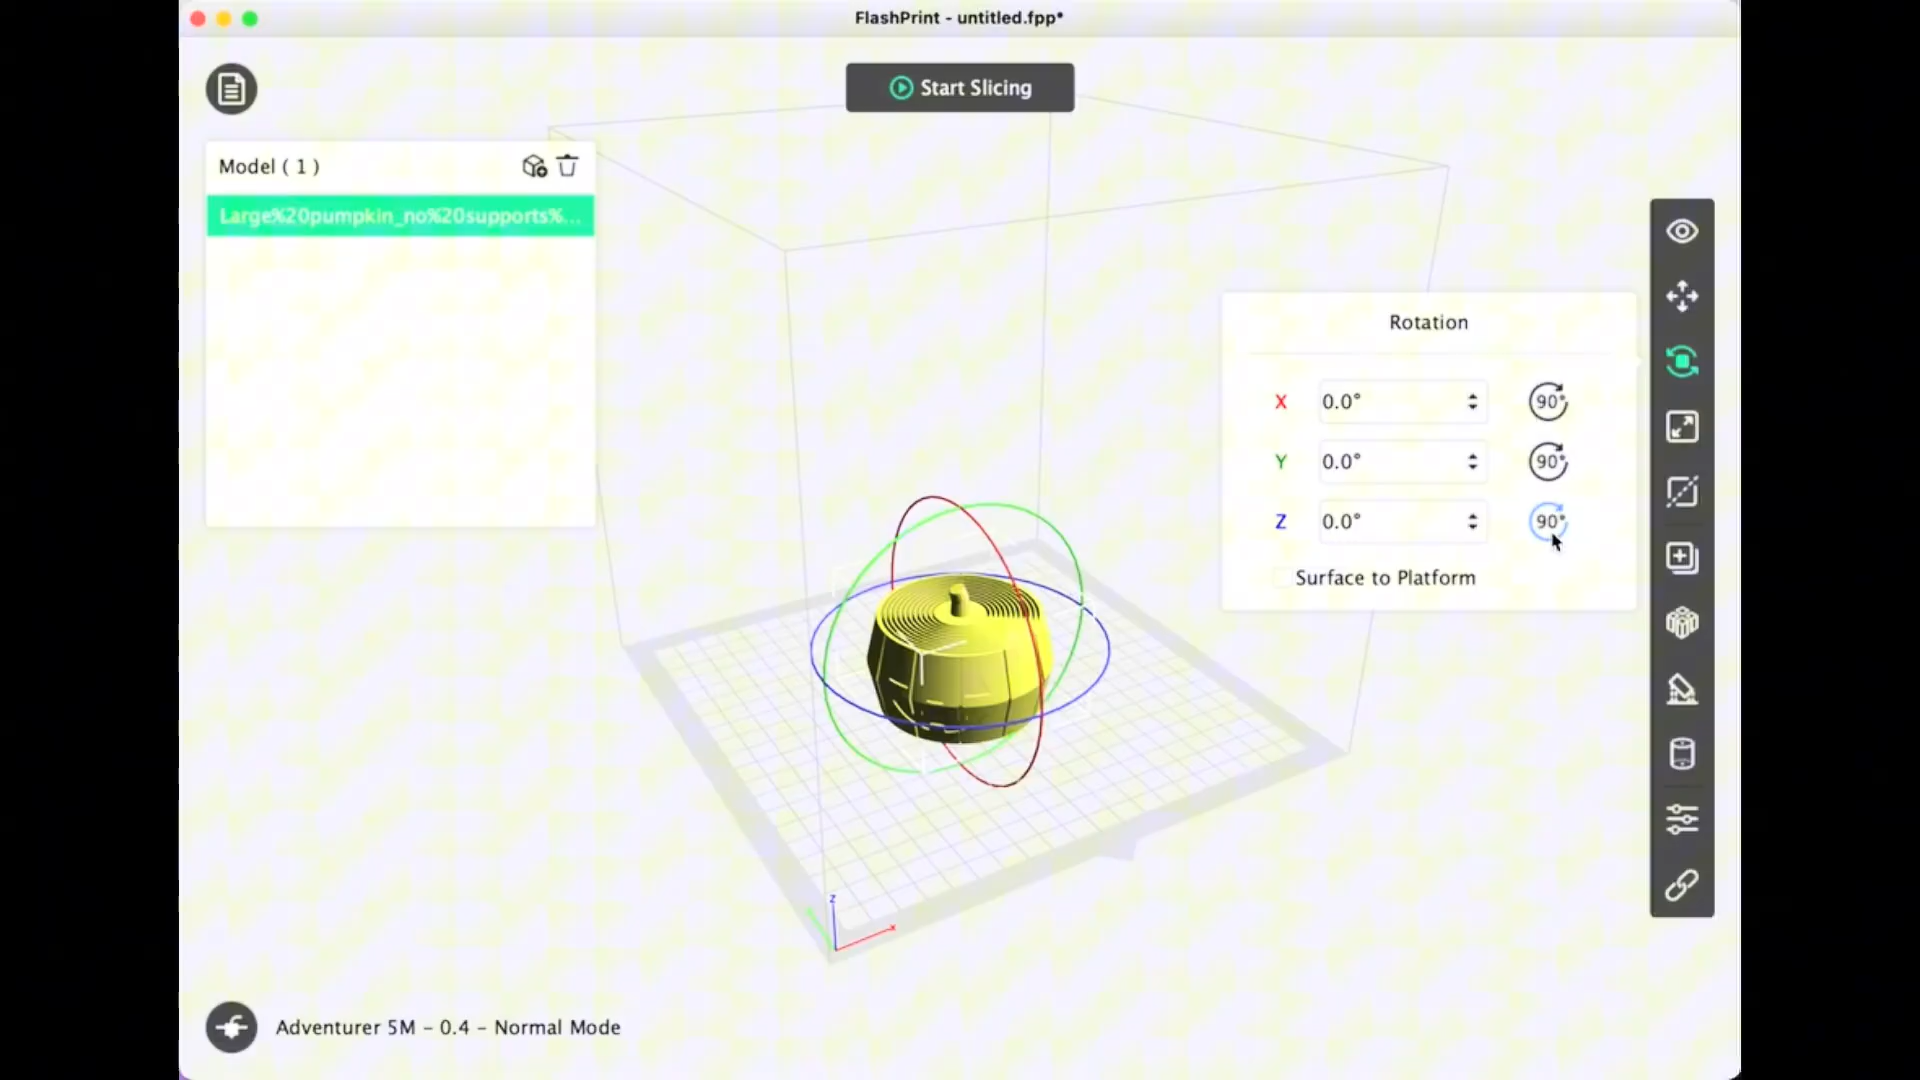 FlashPrint - untitled.fpp*
Start Slicing
Model ( 1 )
Large%20pumpkin_no%20supports%...
Rotation
X 0.0° 90°
Y 0.0° 90°
Z 0.0° 90°
Surface to Platform
z
x
Adventurer 5M - 0.4 - Normal Mode